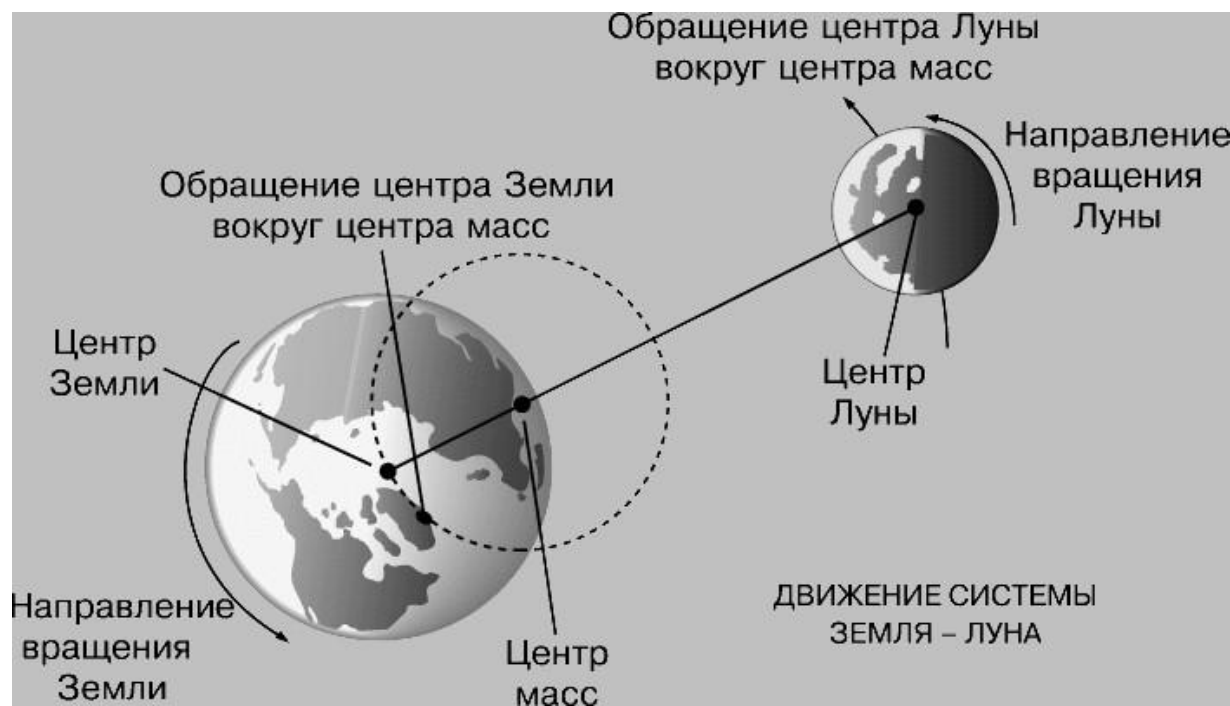 Обращение центра Луны
вокруг центра масс
Направление
вращения
Луны
Обращение центра Земли
вокруг центра масс
Центр
Земли
Центр
Луны
Направление
вращения
Земли
Центр
масс
ДВИЖЕНИЕ СИСТЕМЫ
ЗЕМЛЯ – ЛУНА